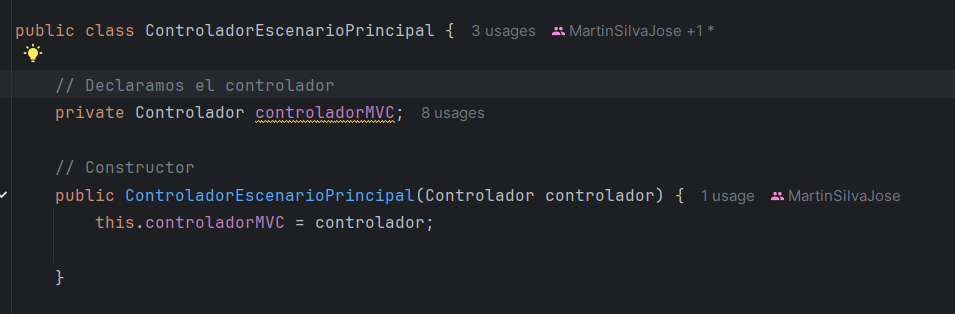 public class ControladorEscenarioPrincipal { 3 usages MartinSilvaJose +1 *
// Declaramos el controlador
private Controlador controladorMVC; 8 usages
// Constructor
public ControladorEscenarioPrincipal(Controlador controlador) { 1 usage MartinSilvaJose
this.controladorMVC = controlador;
}